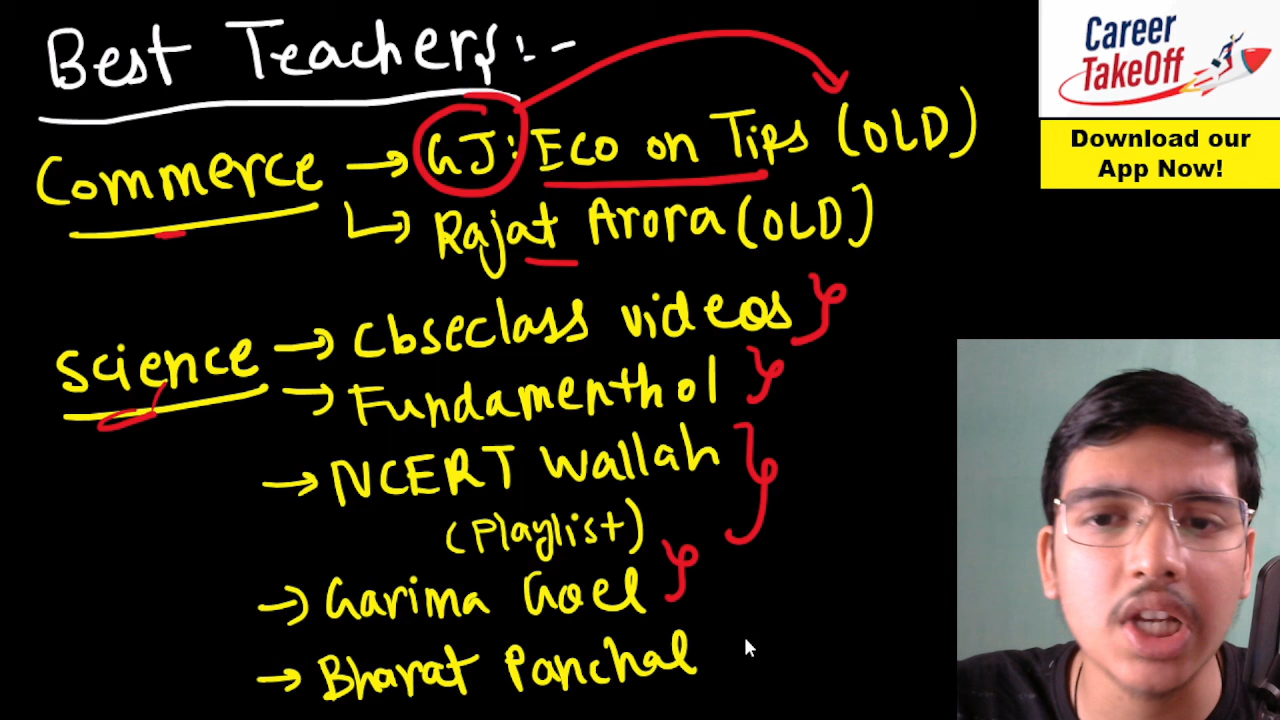 Best Teachers:-
Commerce → GJ: Eco on Tips (OLD)
→ Rajat Arora (OLD)
Science → Cbseclass videos
→ Fundamenthol
→ NCERT Wallah
(Playlist)
→ Garima Goel
→ Bharat Panchal
Career
TakeOff
Download our
App Now!